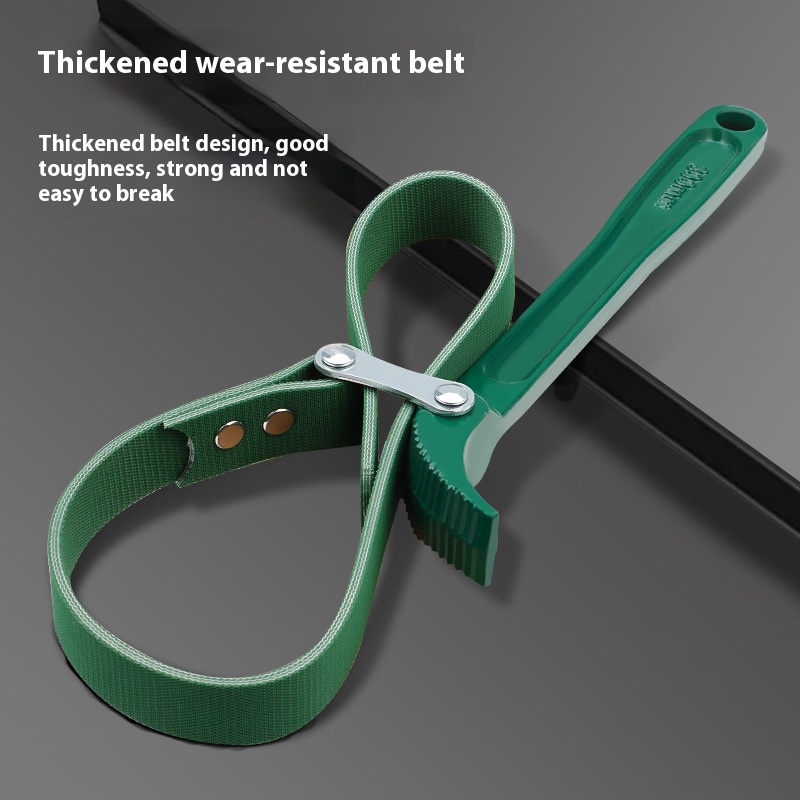 Thickened wear-resistant belt
Thickened belt design, good
toughness, strong and not
easy to break